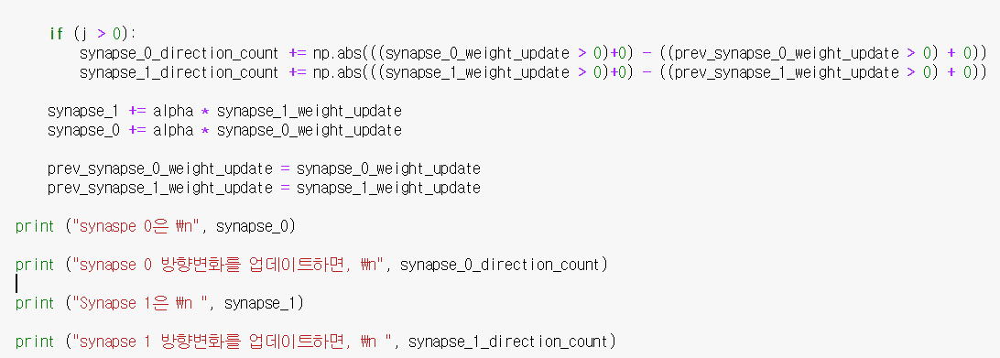 if (j > 0):
synapse_0_direction_count += np.abs(((synapse_0_weight_update > 0)+0) - ((prev_synapse_0_weight_update > 0) + 0))
synapse_1_direction_count += np.abs(((synapse_1_weight_update > 0)+0) - ((prev_synapse_1_weight_update > 0) + 0))
synapse_1 += alpha * synapse_1_weight_update
synapse_0 += alpha * synapse_0_weight_update
prev_synapse_0_weight_update = synapse_0_weight_update
prev_synapse_1_weight_update = synapse_1_weight_update
print ("synaspe 0은 ₩n", synapse_0)
print ("synapse 0 방향변화를 업데이트하면, ₩n", synapse_0_direction_count)
print ("Synapse 1은 ₩n ", synapse_1)
print ("synapse 1 방향변화를 업데이트하면, ₩n ", synapse_1_direction_count)